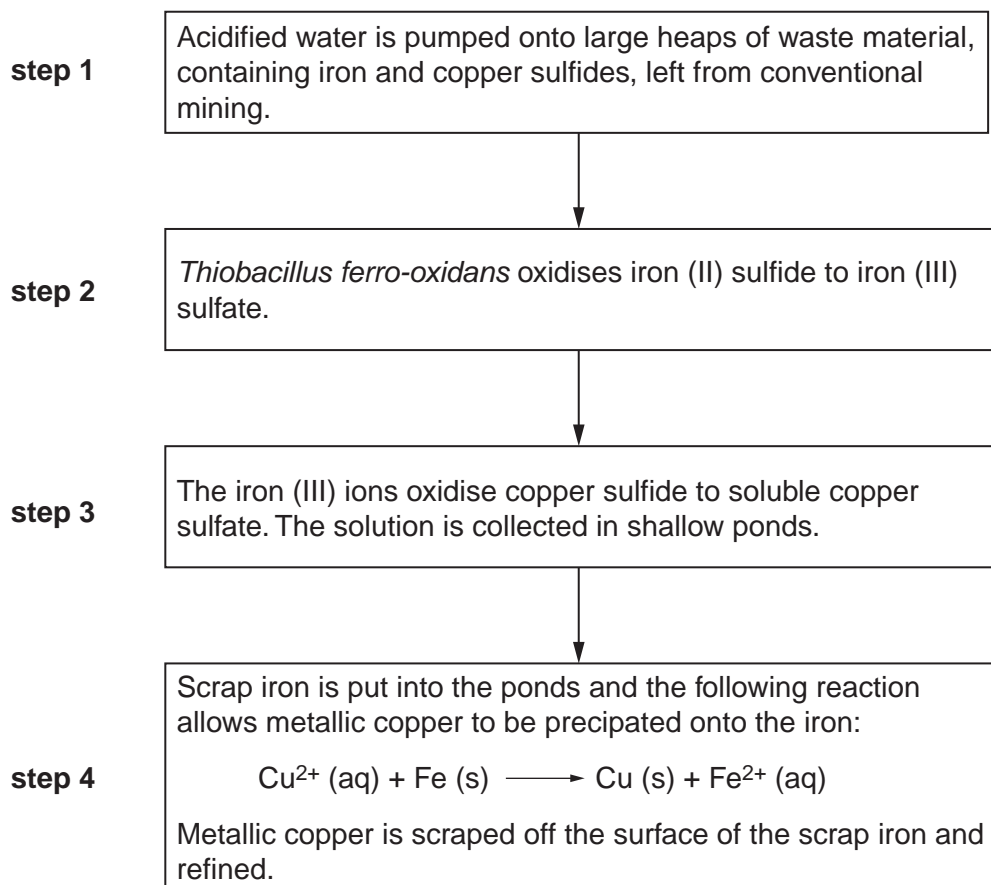 step 1
Acidified water is pumped onto large heaps of waste material,
containing iron and copper sulfides, left from conventional
mining.
step 2
Thiobacillus ferro-oxidans oxidises iron (II) sulfide to iron (III)
sulfate.
step 3
The iron (III) ions oxidise copper sulfide to soluble copper
sulfate. The solution is collected in shallow ponds.
step 4
Scrap iron is put into the ponds and the following reaction
allows metallic copper to be precipated onto the iron:
Cu²⁺ (aq) + Fe (s) ⟶ Cu (s) + Fe²⁺ (aq)
Metallic copper is scraped off the surface of the scrap iron and
refined.